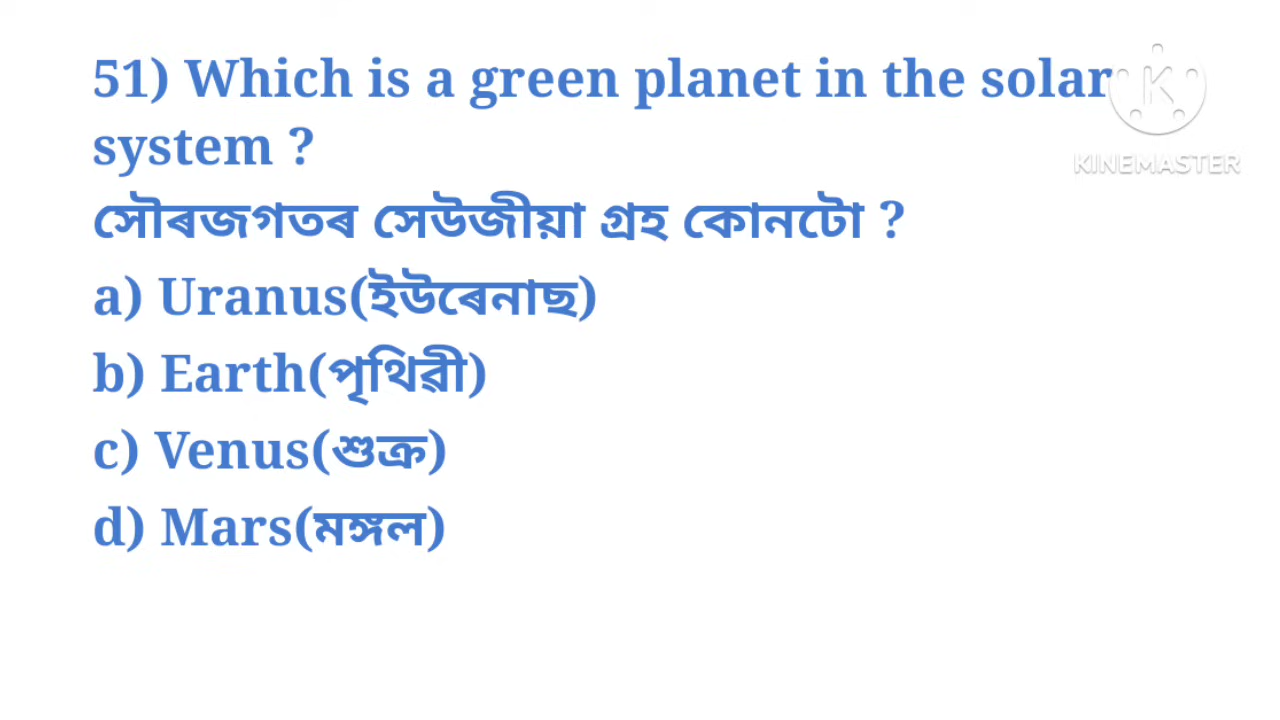 51) Which is a green planet in the solar
system ?
সৌৰজগতৰ সেউজীয়া গ্ৰহ কোনটো ?
a) Uranus(ইউৰেনাছ)
b) Earth(পৃথিৱী)
c) Venus(শুক্ৰ)
d) Mars(মঙ্গল)
K
KINEMASTER